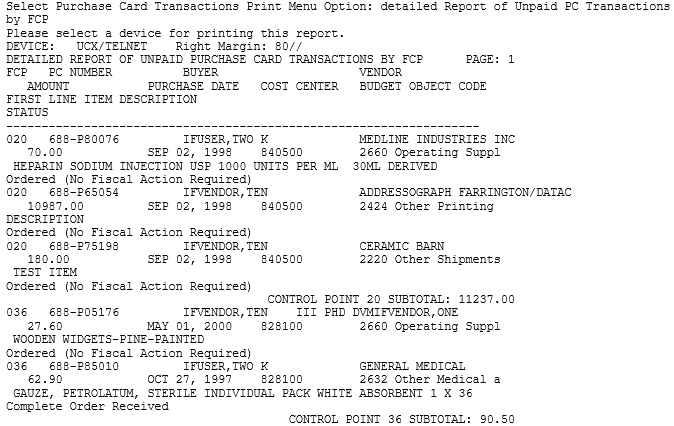 Select Purchase Card Transactions Print Menu Option: detailed Report of Unpaid PC Transactions
by FCP
Please select a device for printing this report.
DEVICE:   UCX/TELNET    Right Margin: 80//
DETAILED REPORT OF UNPAID PURCHASE CARD TRANSACTIONS BY FCP       PAGE: 1
FCP   PC NUMBER          BUYER                    VENDOR
   AMOUNT           PURCHASE DATE   COST CENTER   BUDGET OBJECT CODE
FIRST LINE ITEM DESCRIPTION
STATUS
-------------------------------------------------------------------
020   688-P80076         IFUSER,TWO K             MEDLINE INDUSTRIES INC
   70.00            SEP 02, 1998   840500        2660 Operating Suppl
 HEPARIN SODIUM INJECTION USP 1000 UNITS PER ML  30ML DERIVED
Ordered (No Fiscal Action Required)
020   688-P65054         IFVENDOR,TEN             ADDRESSOGRAPH FARRINGTON/DATAC
   10987.00         SEP 02, 1998   840500        2424 Other Printing
DESCRIPTION
Ordered (No Fiscal Action Required)
020   688-P75198         IFVENDOR,TEN             CERAMIC BARN
   180.00           SEP 02, 1998   840500        2220 Other Shipments
 TEST ITEM
Ordered (No Fiscal Action Required)
                                     CONTROL POINT 20 SUBTOTAL: 11237.00
036   688-P05176         IFVENDOR,TEN    III PHD DVMIFVENDOR,ONE
   27.60            MAY 01, 2000   828100        2660 Operating Suppl
 WOODEN WIDGETS-PINE-PAINTED
Ordered (No Fiscal Action Required)
036   688-P85010         IFUSER,TWO K             GENERAL MEDICAL
   62.90            OCT 27, 1997   828100        2632 Other Medical a
 GAUZE, PETROLATUM, STERILE INDIVIDUAL PACK WHITE ABSORBENT 1 X 36
Complete Order Received
                                        CONTROL POINT 36 SUBTOTAL: 90.50